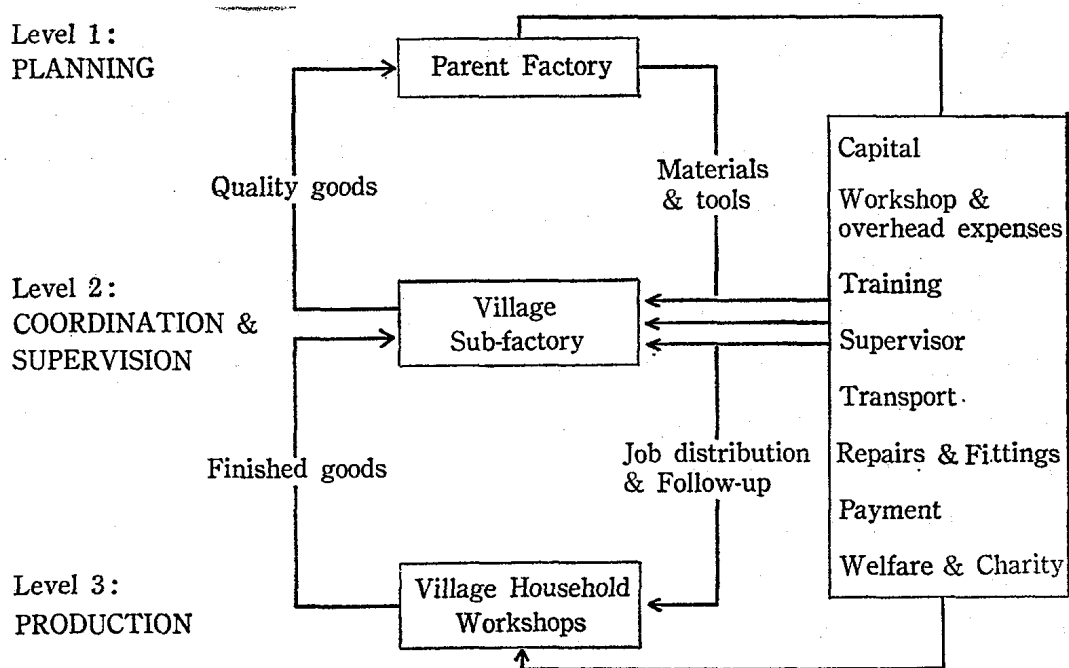 Level 1:
PLANNING
Parent Factory
Quality goods
Materials
& tools
Capital
Workshop &
overhead expenses
Training
Supervisor
Transport
Repairs & Fittings
Payment
Welfare & Charity
Level 2:
COORDINATION &
SUPERVISION
Village
Sub-factory
Finished goods
Job distribution
& Follow-up
Level 3:
PRODUCTION
Village Household
Workshops